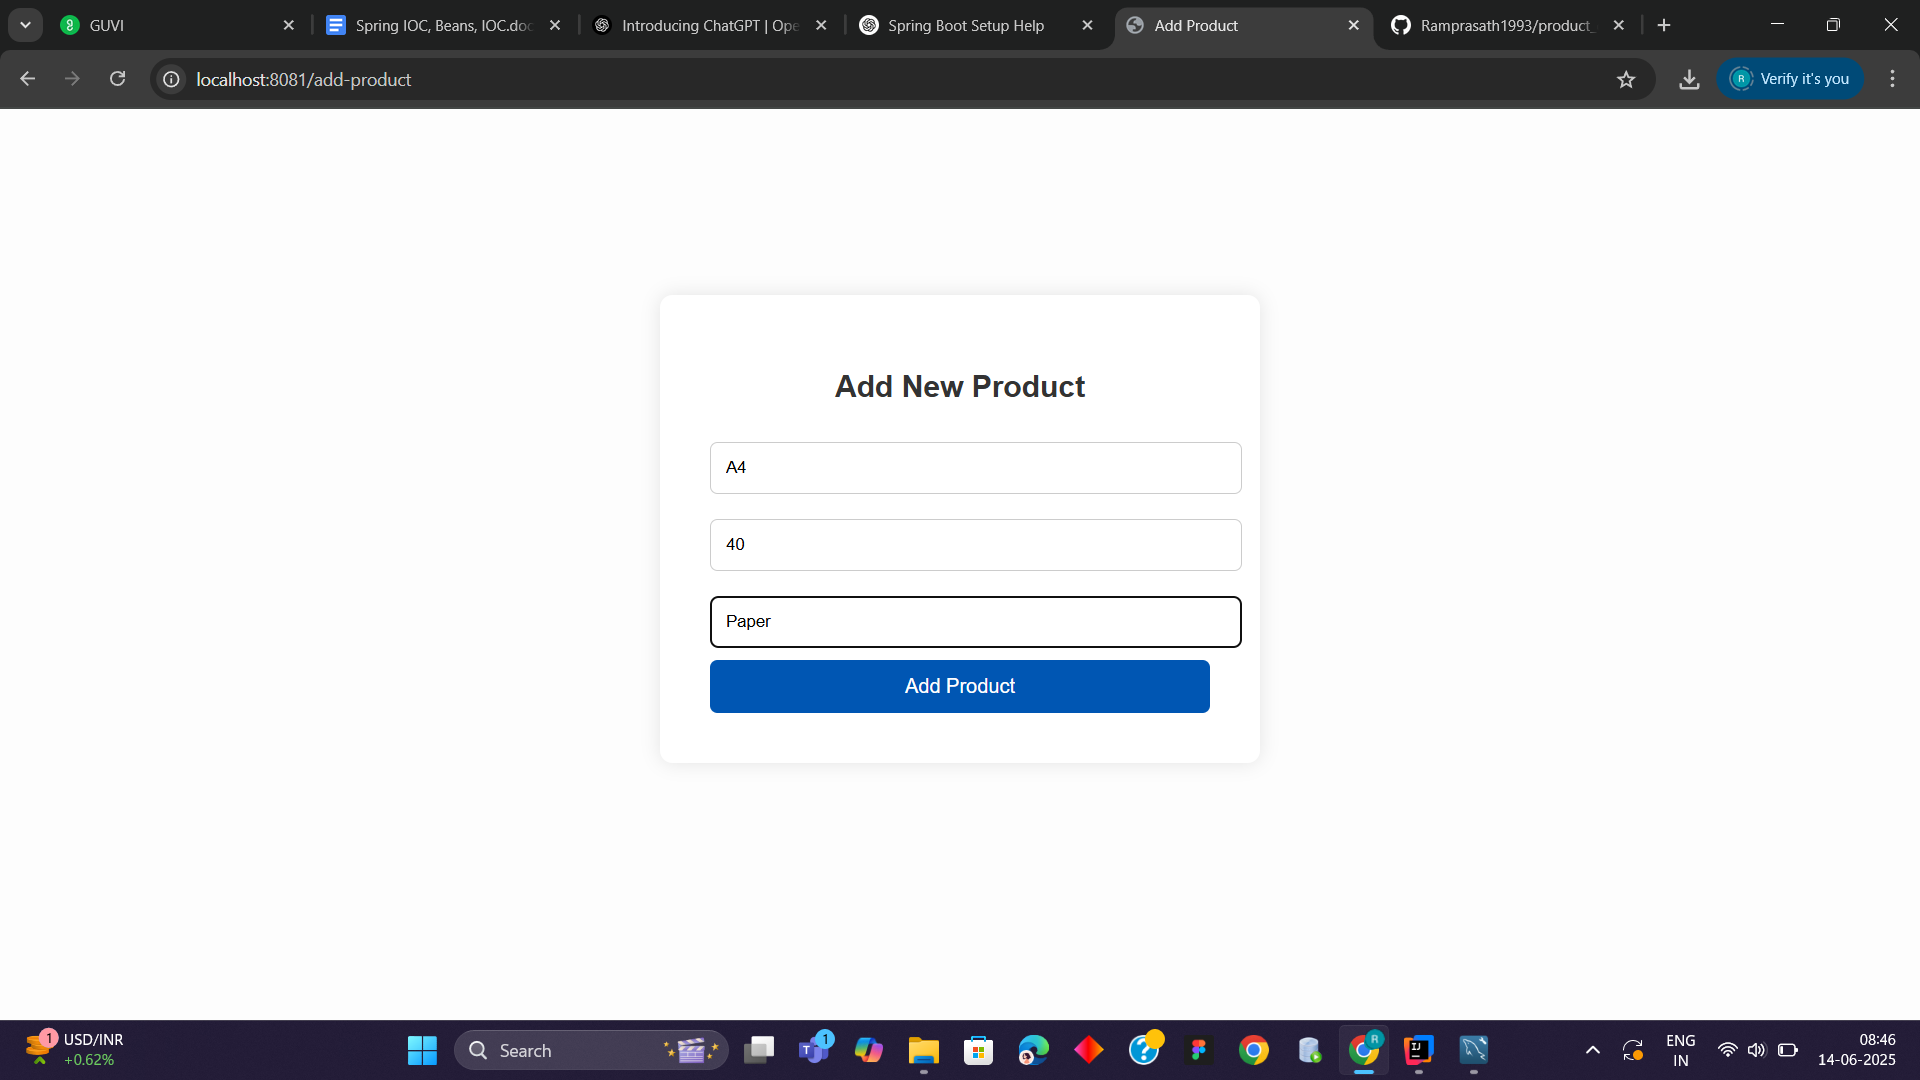 GUVI
Spring IOC, Beans, IOC.doc
Introducing ChatGPT | Ope
Spring Boot Setup Help
Add Product
Ramprasath1993/product_
localhost:8081/add-product
R
Verify it's you
Add New Product
A4
40
Paper
Add Product
1
USD/INR
+0.62%
Search
T
1
R
IJ
ENG
IN
08:46
14-06-2025